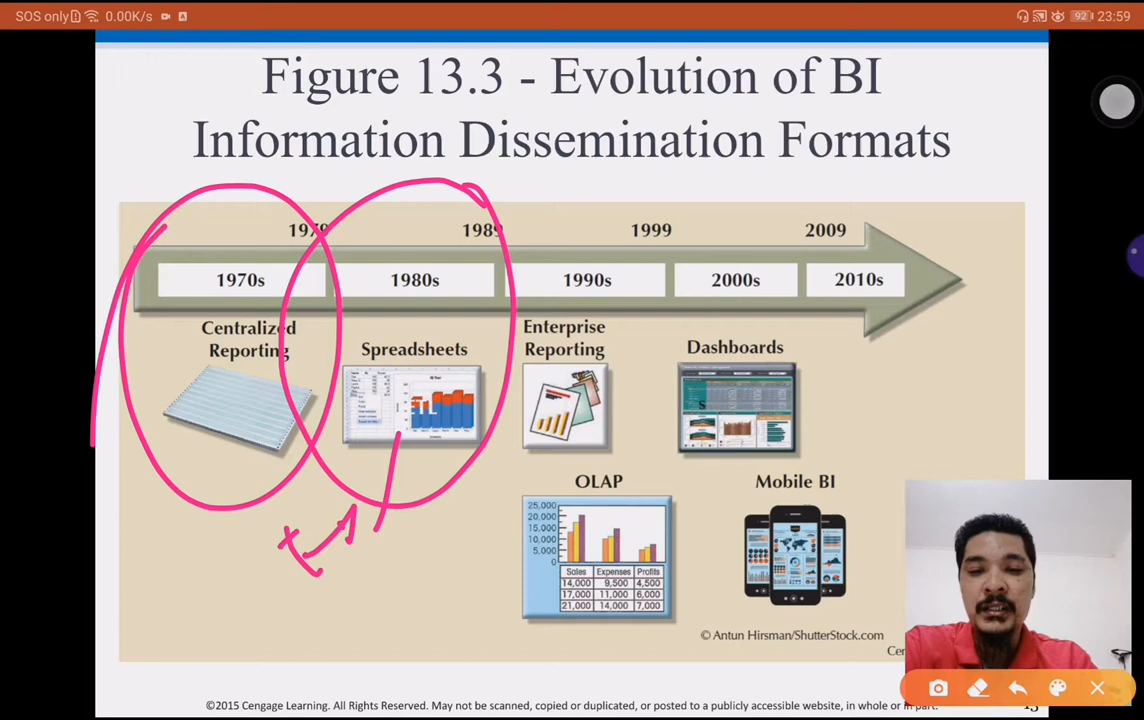 SOS only 0.00K/s 92 23:59
Figure 13.3 - Evolution of BI
Information Dissemination Formats
1979 1989 1999 2009
1970s 1980s 1990s 2000s 2010s
Centralized
Reporting
Spreadsheets
Enterprise
Reporting
Dashboards
OLAP
25,000
20,000
15,000
10,000
5,000
0
Sales Expenses Profits
14,000 9,500 4,500
17,000 11,000 6,000
21,000 14,000 7,000
Mobile BI
© Antun Hirsman/ShutterStock.com
Cen
©2015 Cengage Learning. All Rights Reserved. May not be scanned, copied or duplicated, or posted to a publicly accessible website, in whole or in part.